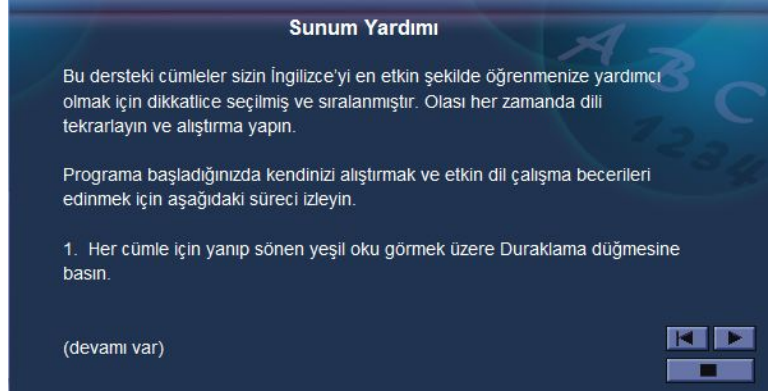 Sunum Yardımı
Bu dersteki cümleler sizin İngilizce'yi en etkin şekilde öğrenmenize yardımcı
olmak için dikkatlice seçilmiş ve sıralanmıştır. Olası her zamanda dili
tekrarlayın ve alıştırma yapın.
Programa başladığınızda kendinizi alıştırmak ve etkin dil çalışma becerileri
edinmek için aşağıdaki süreci izleyin.
1. Her cümle için yanıp sönen yeşil oku görmek üzere Duraklama düğmesine
basın.
(devamı var)
A B C
1234